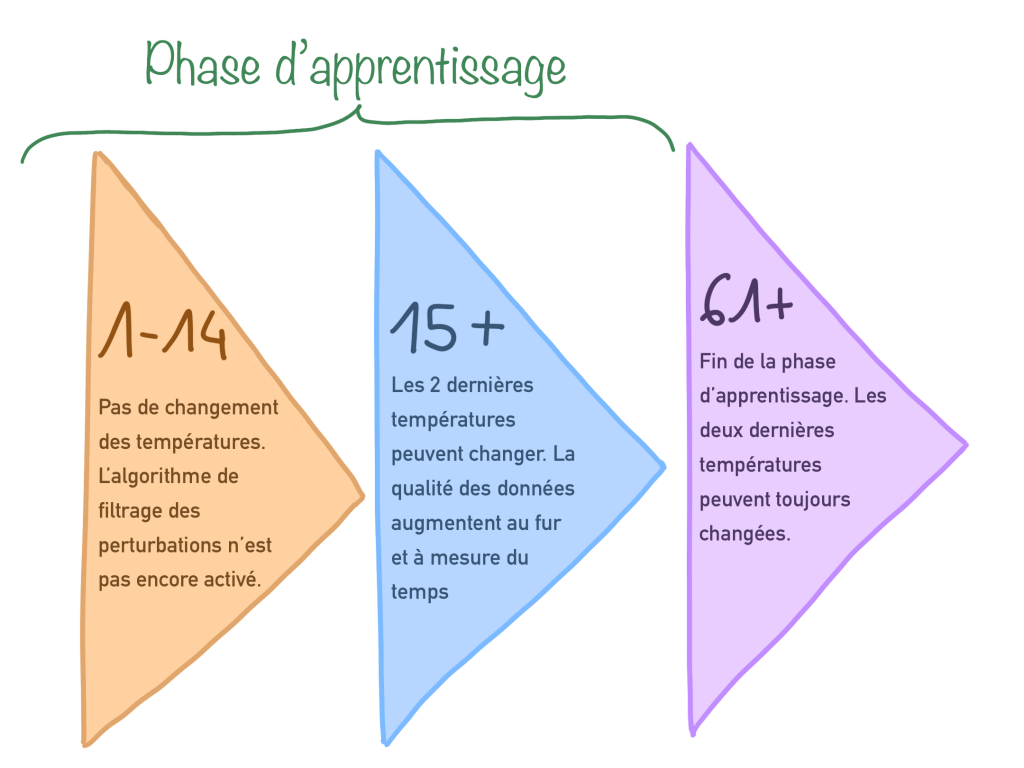 Phase d'apprentissage
1-14
Pas de changement
des températures.
L'algorithme de
filtrage des
perturbations n'est
pas encore activé.
15+
Les 2 dernières
températures
peuvent changer. La
qualité des données
augmentent au fur
et à mesure du
temps
61+
Fin de la phase
d'apprentissage. Les
deux dernières
températures
peuvent toujours
changées.